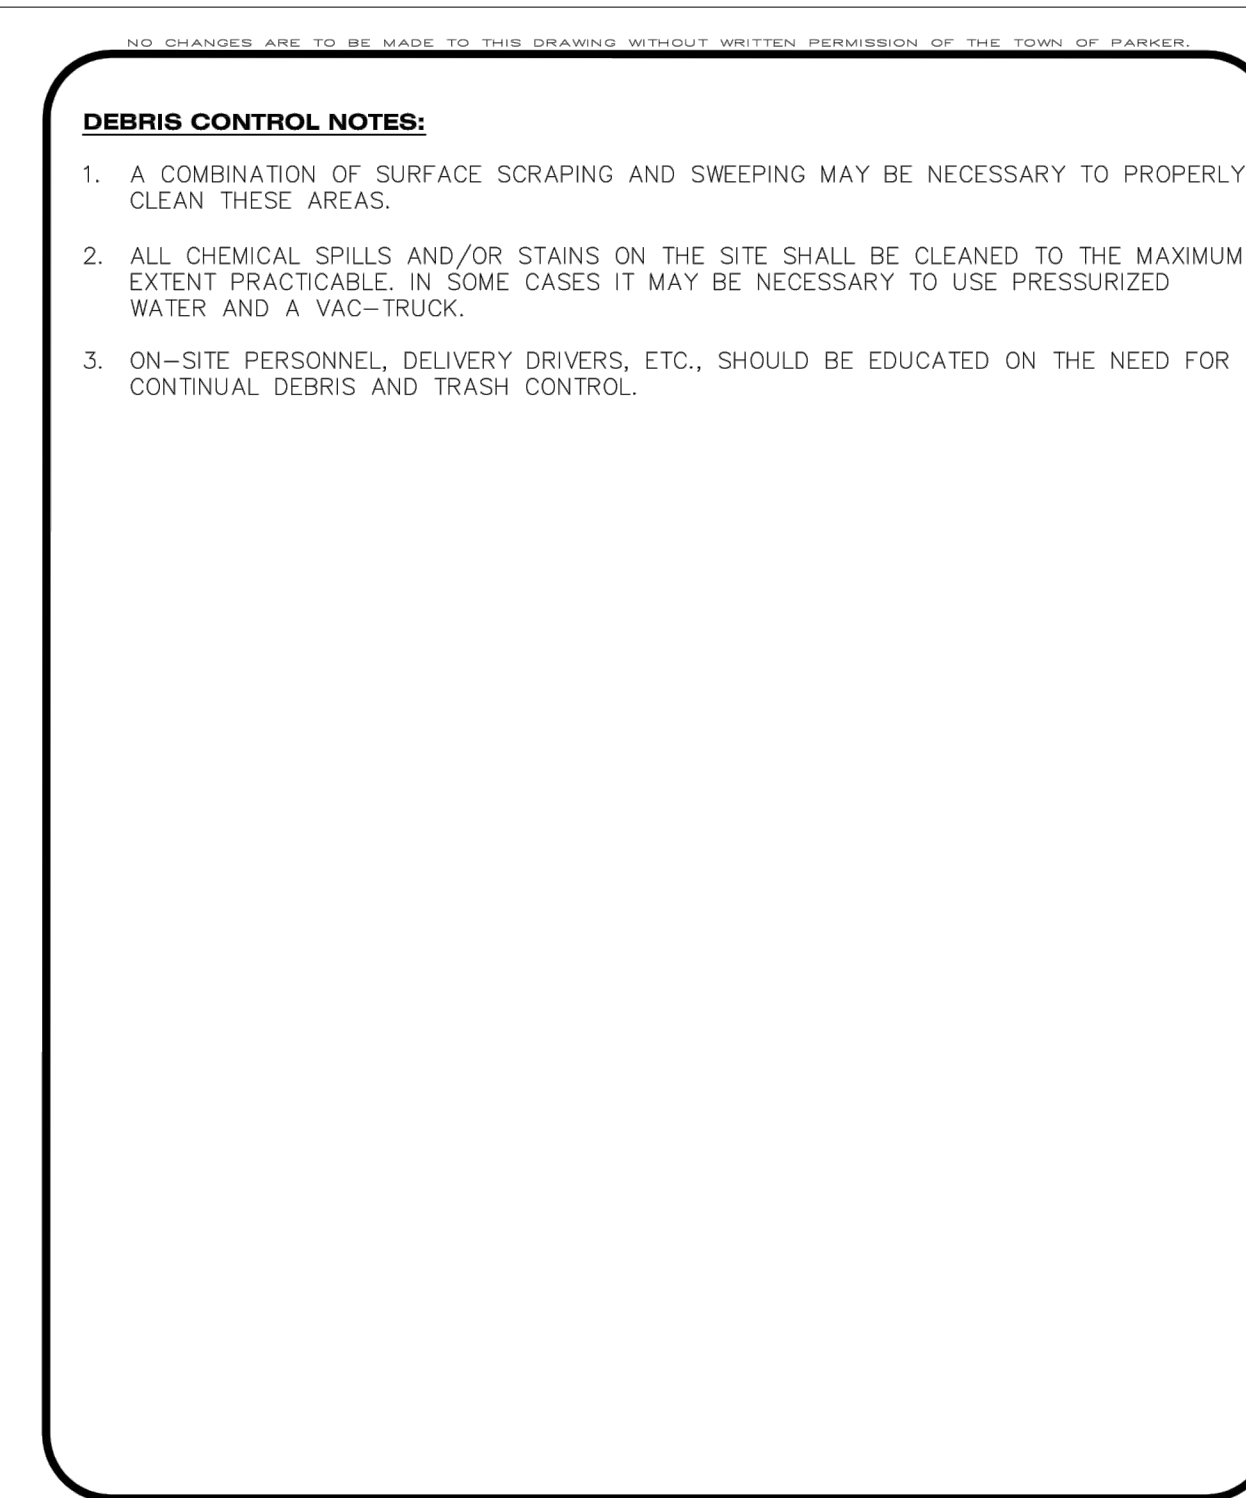 NO CHANGES ARE TO BE MADE TO THIS DRAWING WITHOUT WRITTEN PERMISSION OF THE TOWN OF PARKER.
DEBRIS CONTROL NOTES:
1. A COMBINATION OF SURFACE SCRAPING AND SWEEPING MAY BE NECESSARY TO PROPERLY
CLEAN THESE AREAS.
2. ALL CHEMICAL SPILLS AND/OR STAINS ON THE SITE SHALL BE CLEANED TO THE MAXIMUM
EXTENT PRACTICABLE. IN SOME CASES IT MAY BE NECESSARY TO USE PRESSURIZED
WATER AND A VAC-TRUCK.
3. ON-SITE PERSONNEL, DELIVERY DRIVERS, ETC., SHOULD BE EDUCATED ON THE NEED FOR
CONTINUAL DEBRIS AND TRASH CONTROL.